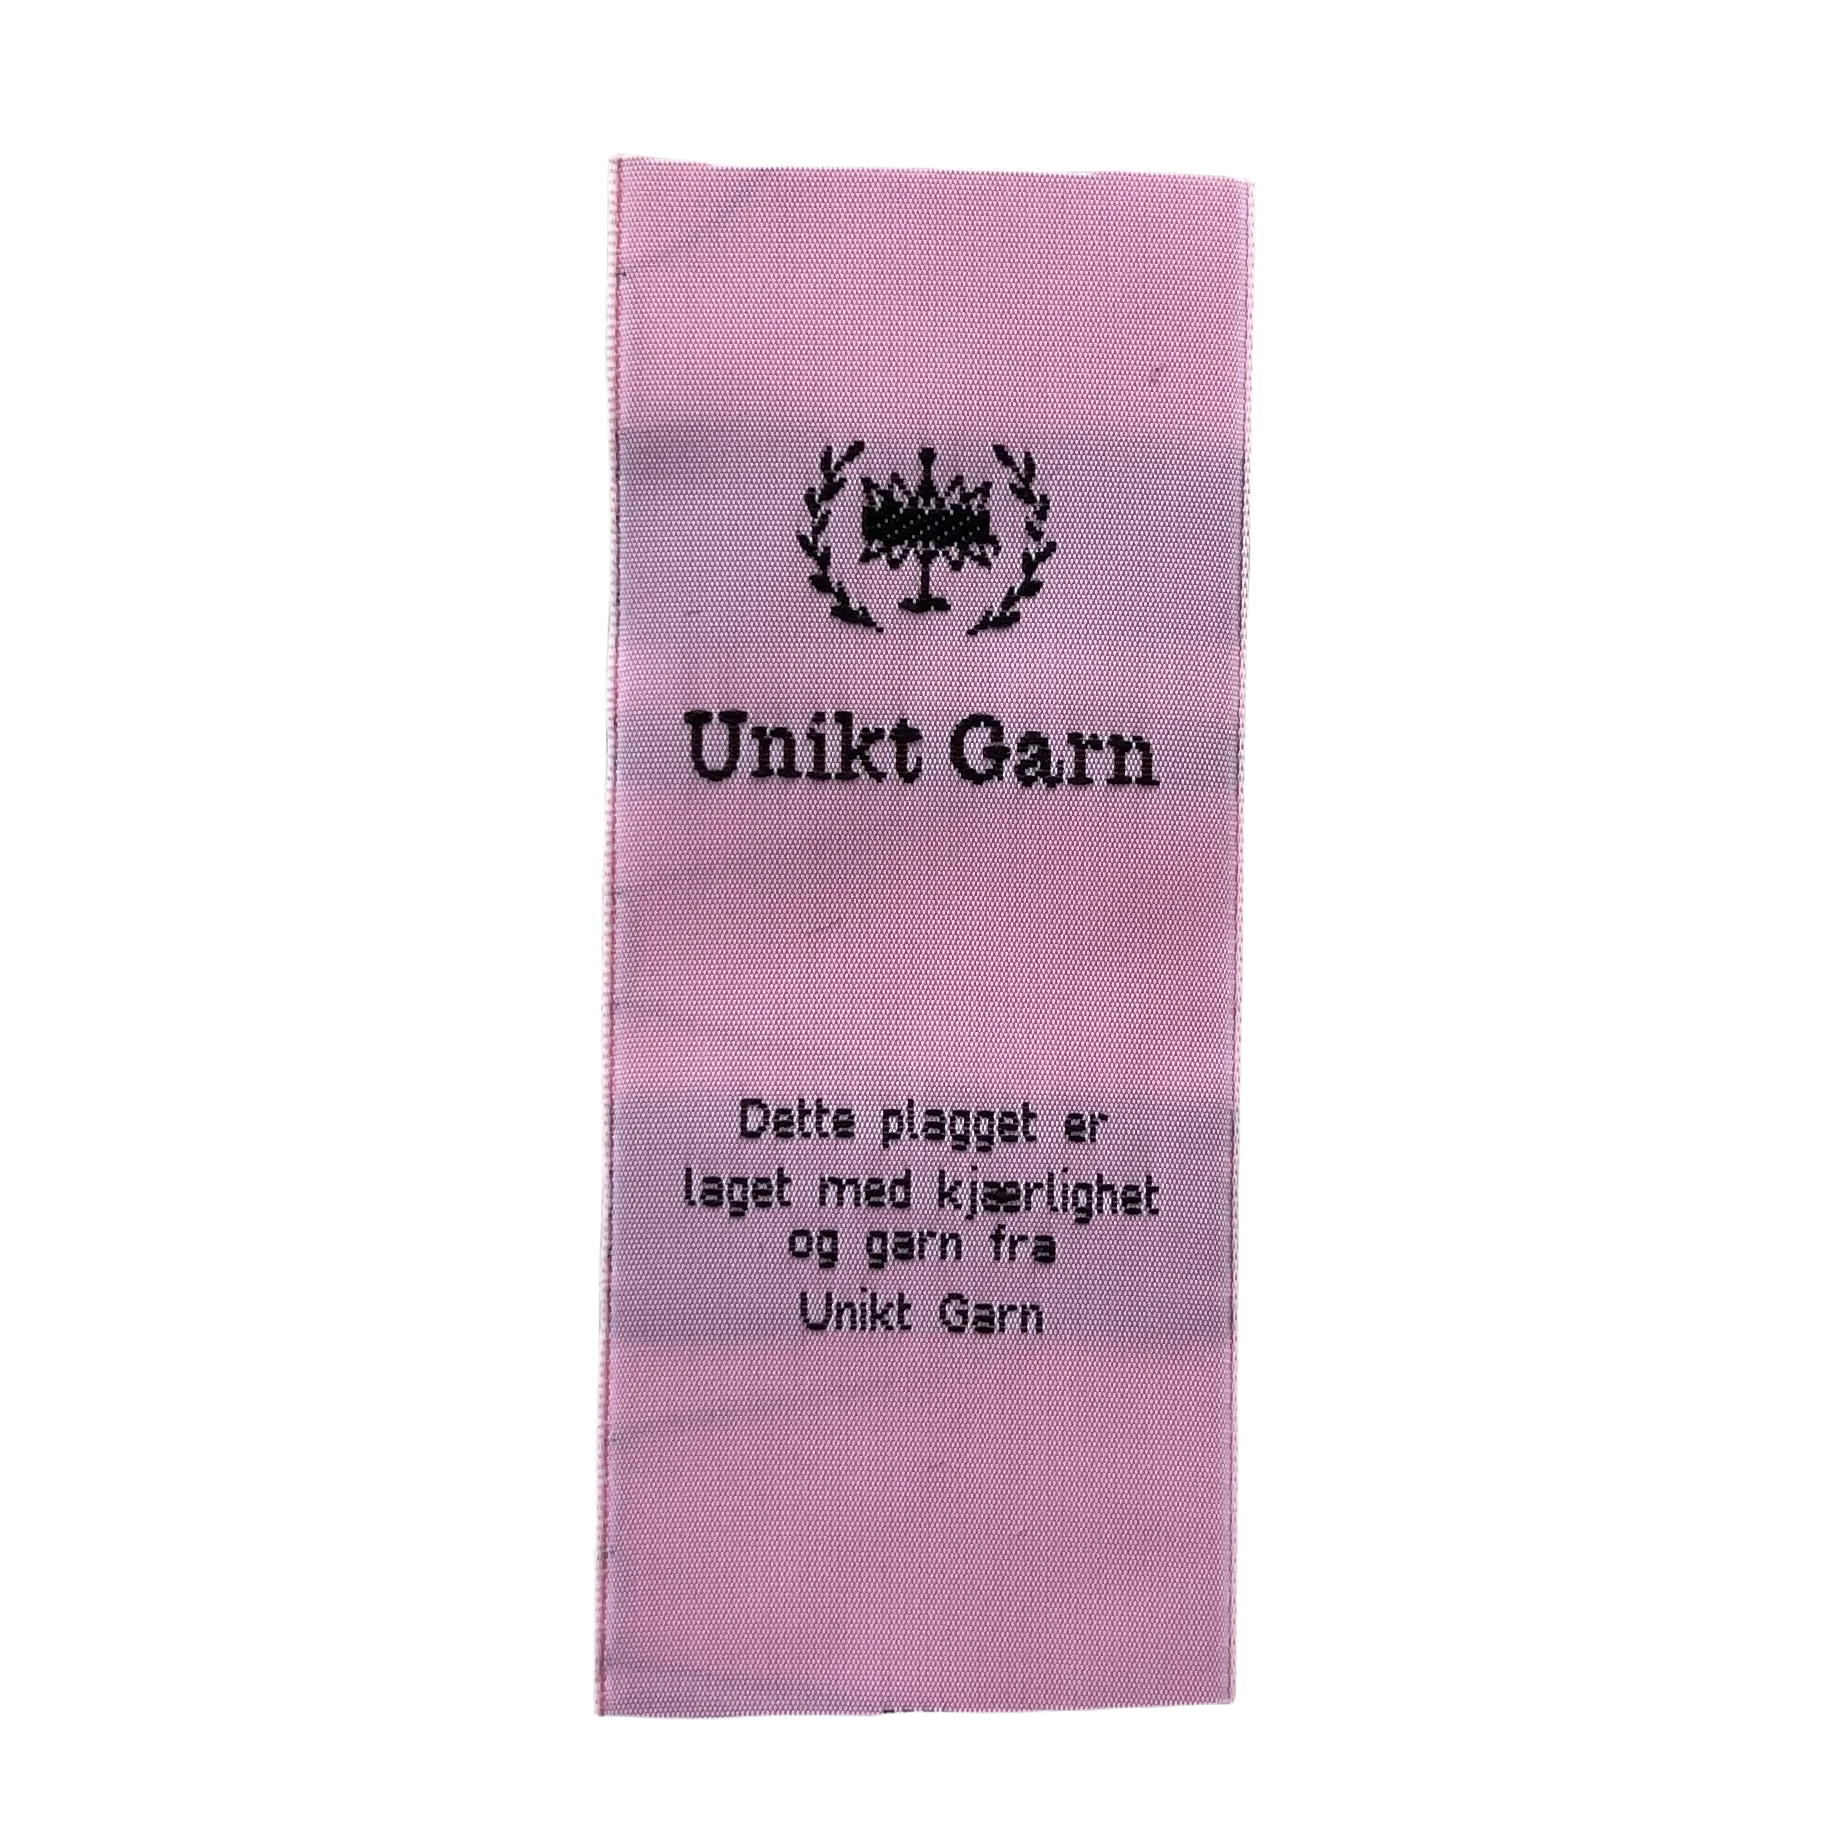 Unikt Garn
Dette plagget er
laget med kjærlighet
og garn fra
Unikt Garn